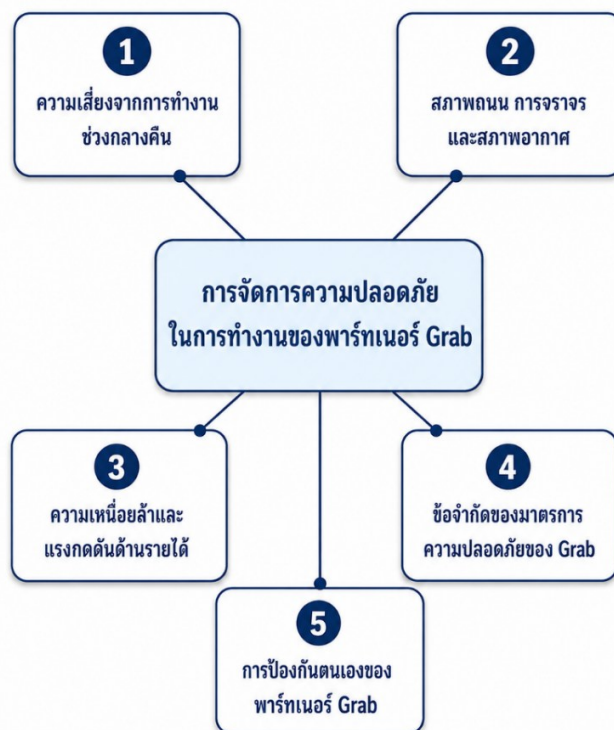 1
ความเสี่ยงจากการทำงาน
ช่วงกลางคืน
2
สภาพถนน การจราจร
และสภาพอากาศ
การจัดการความปลอดภัย
ในการทำงานของพาร์ทเนอร์ Grab
3
ความเหนื่อยล้าและ
แรงกดดันด้านรายได้
4
ข้อจำกัดของมาตรการ
ความปลอดภัยของ Grab
5
การป้องกันตนเองของ
พาร์ทเนอร์ Grab